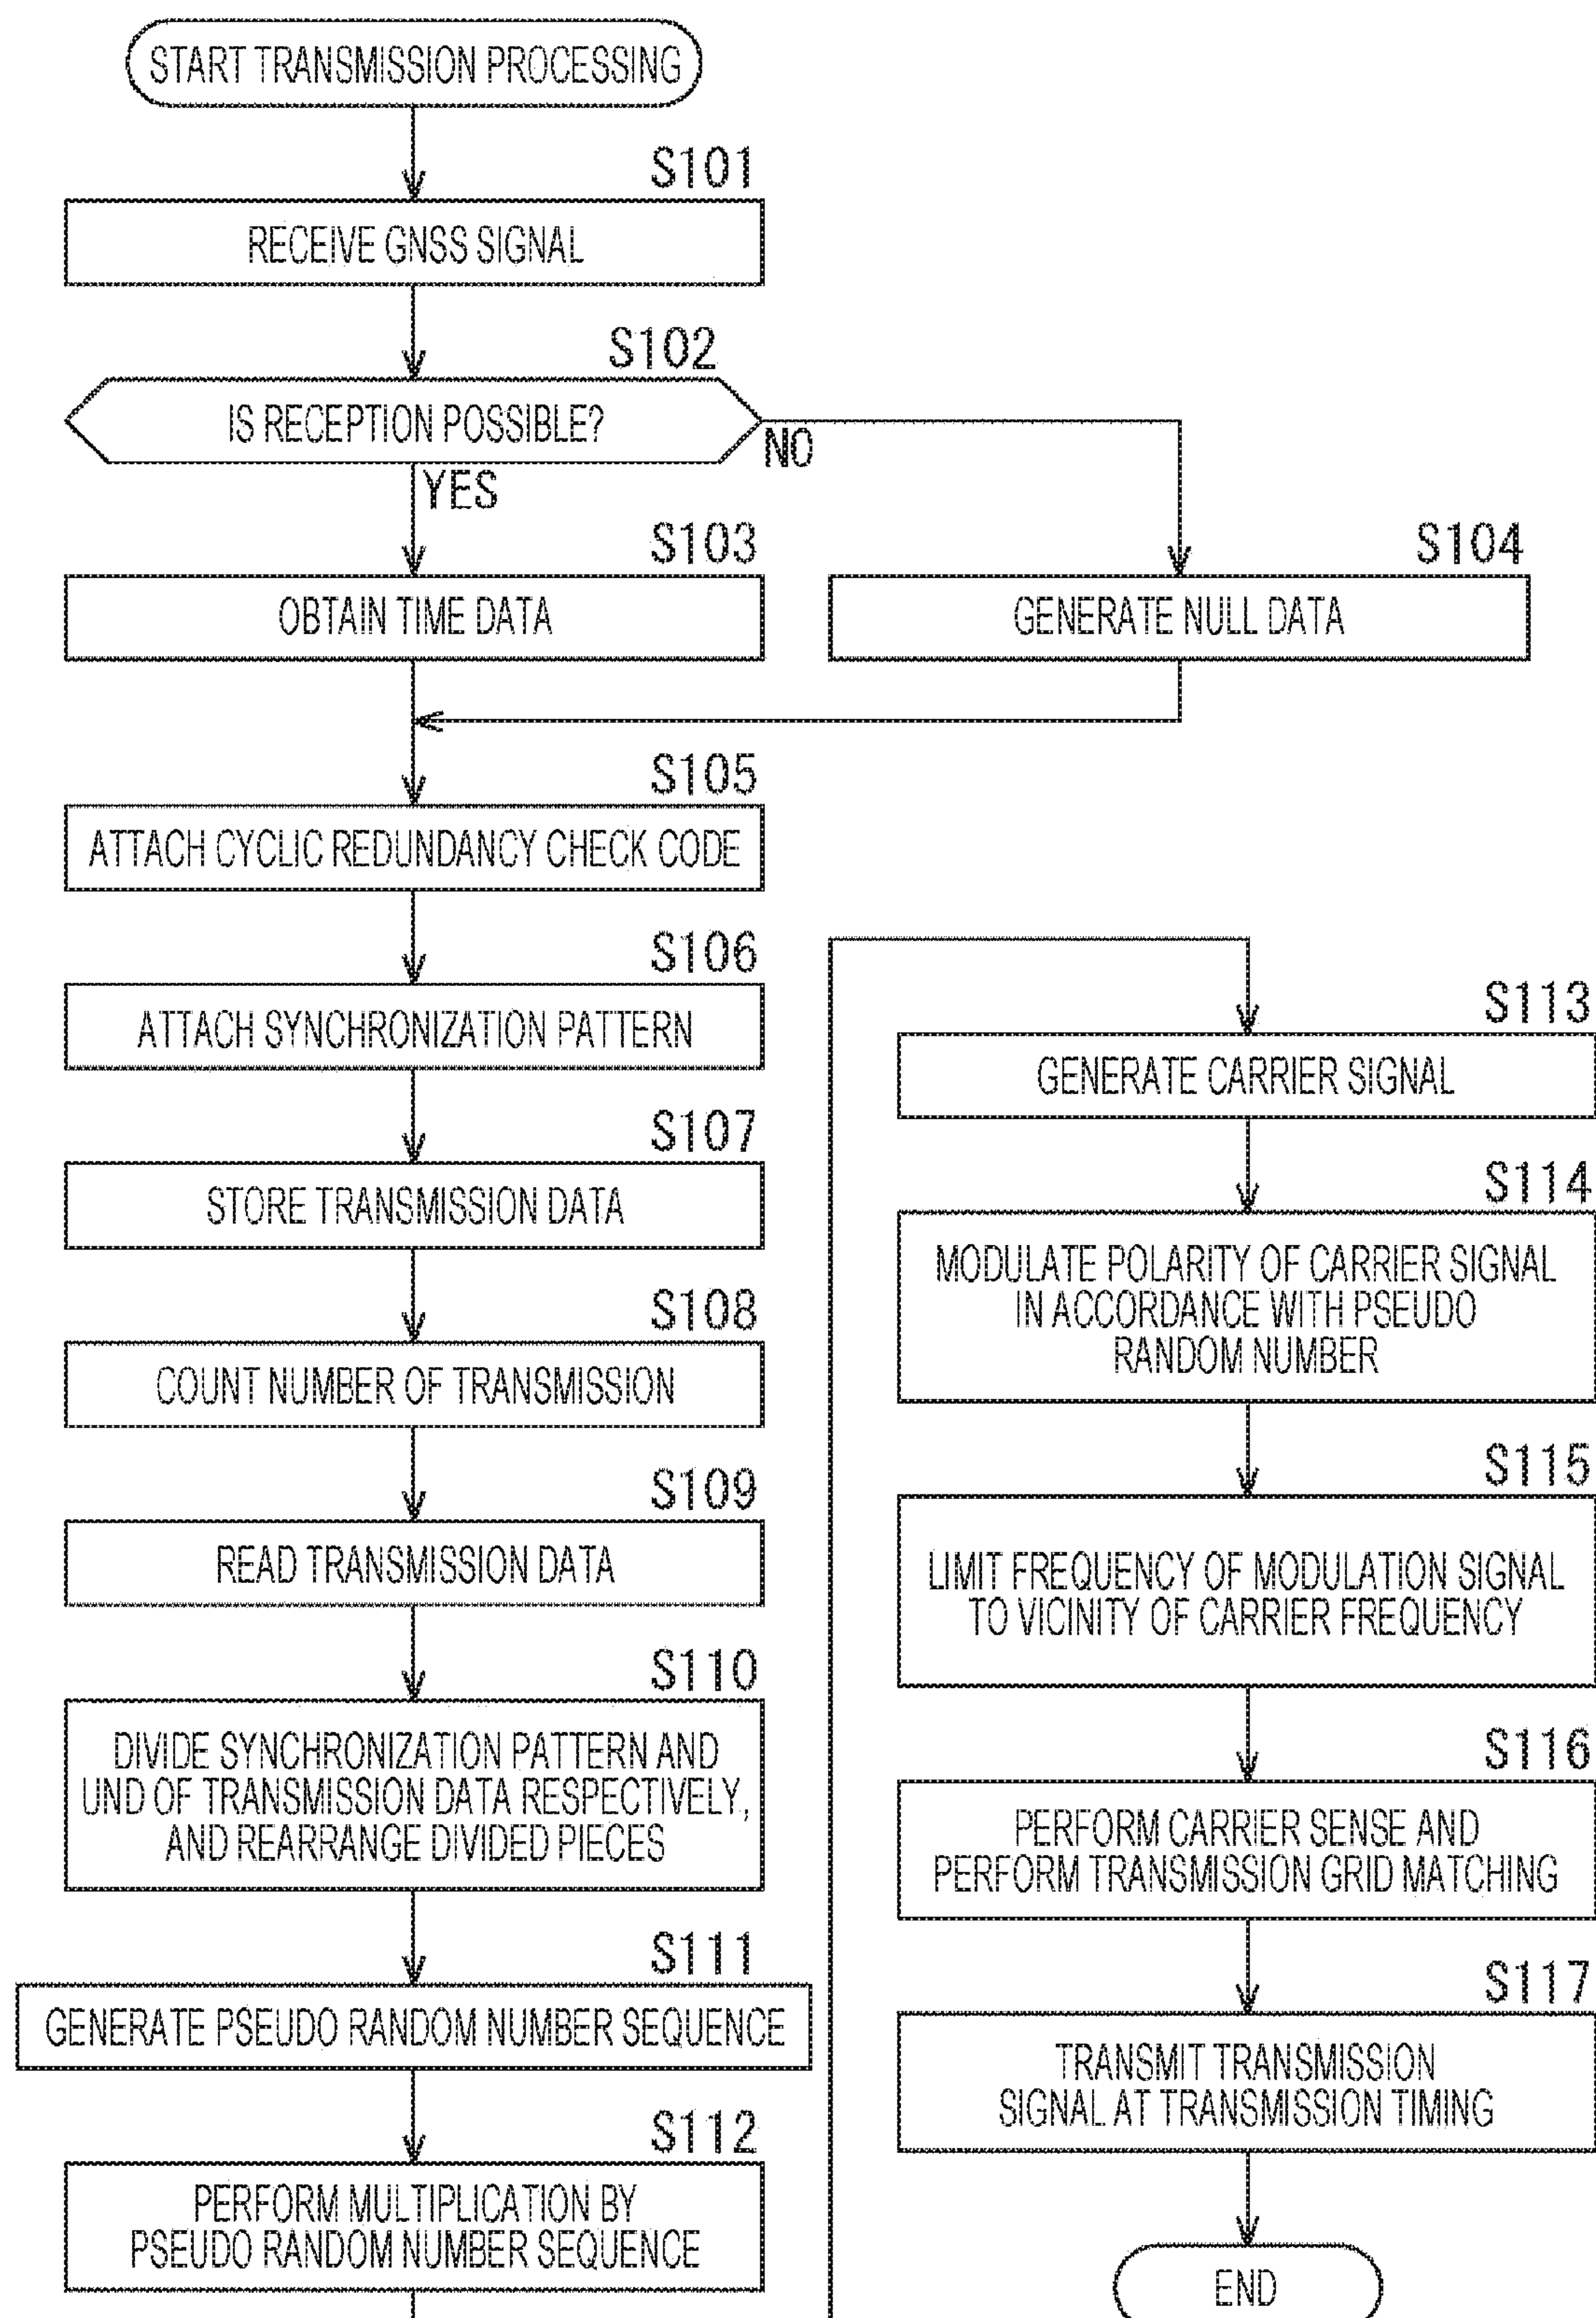 START TRANSMISSION PROCESSING
S101
RECEIVE GNSS SIGNAL
S102
IS RECEPTION POSSIBLE?
NO
YES
S103
OBTAIN TIME DATA
S104
GENERATE NULL DATA
S105
ATTACH CYCLIC REDUNDANCY CHECK CODE
S106
ATTACH SYNCHRONIZATION PATTERN
S107
STORE TRANSMISSION DATA
S108
COUNT NUMBER OF TRANSMISSION
S109
READ TRANSMISSION DATA
S110
DIVIDE SYNCHRONIZATION PATTERN AND
UND OF TRANSMISSION DATA RESPECTIVELY,
AND REARRANGE DIVIDED PIECES
S111
GENERATE PSEUDO RANDOM NUMBER SEQUENCE
S112
PERFORM MULTIPLICATION BY
PSEUDO RANDOM NUMBER SEQUENCE
S113
GENERATE CARRIER SIGNAL
S114
MODULATE POLARITY OF CARRIER SIGNAL
IN ACCORDANCE WITH PSEUDO
RANDOM NUMBER
S115
LIMIT FREQUENCY OF MODULATION SIGNAL
TO VICINITY OF CARRIER FREQUENCY
S116
PERFORM CARRIER SENSE AND
PERFORM TRANSMISSION GRID MATCHING
S117
TRANSMIT TRANSMISSION
SIGNAL AT TRANSMISSION TIMING
END